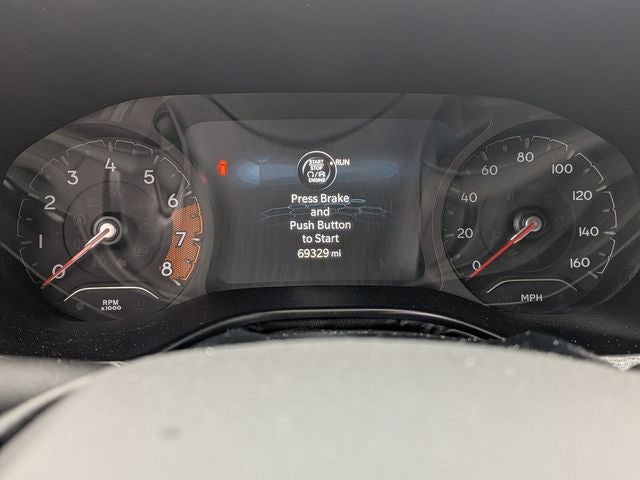 START
STOP
ENGINE
RUN
Press Brake
and
Push Button
to Start
69329 mi
0
1
2
3
4
5
6
7
8
RPM
x1000
0
20
40
60
80
100
120
140
160
MPH